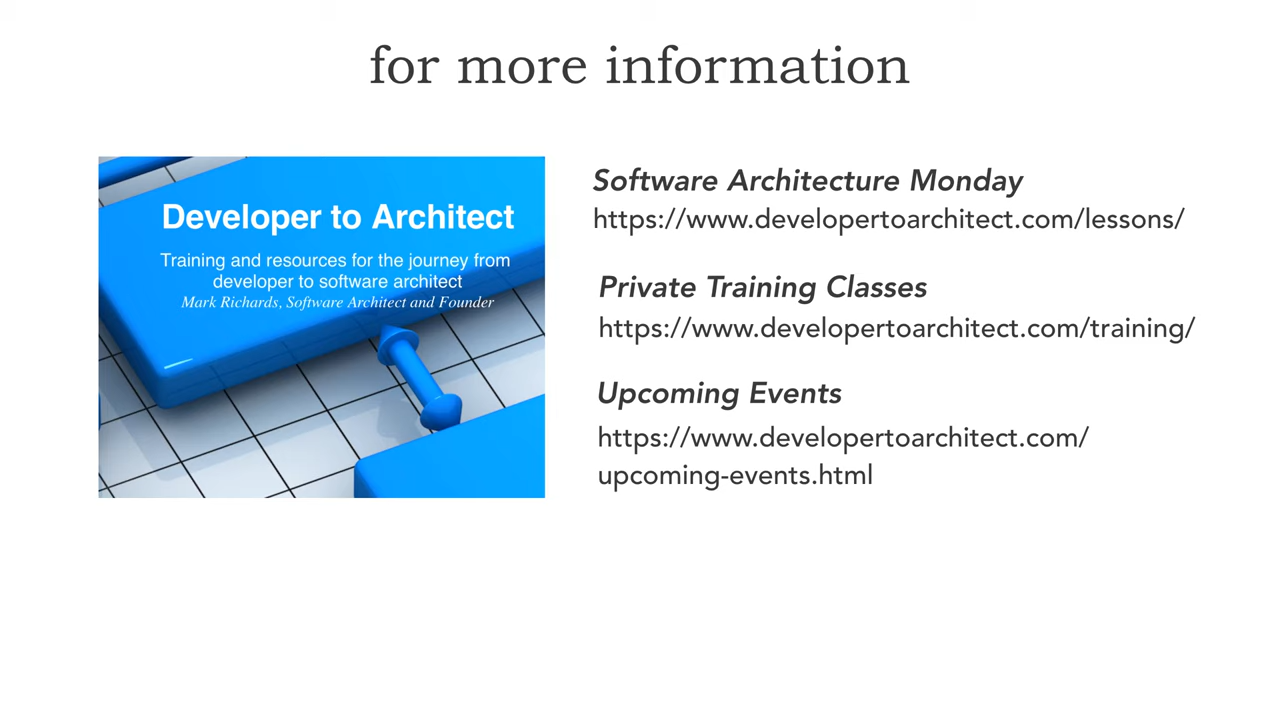 for more information
Developer to Architect
Training and resources for the journey from
developer to software architect
Mark Richards, Software Architect and Founder
Software Architecture Monday
https://www.developertoarchitect.com/lessons/
Private Training Classes
https://www.developertoarchitect.com/training/
Upcoming Events
https://www.developertoarchitect.com/
upcoming-events.html